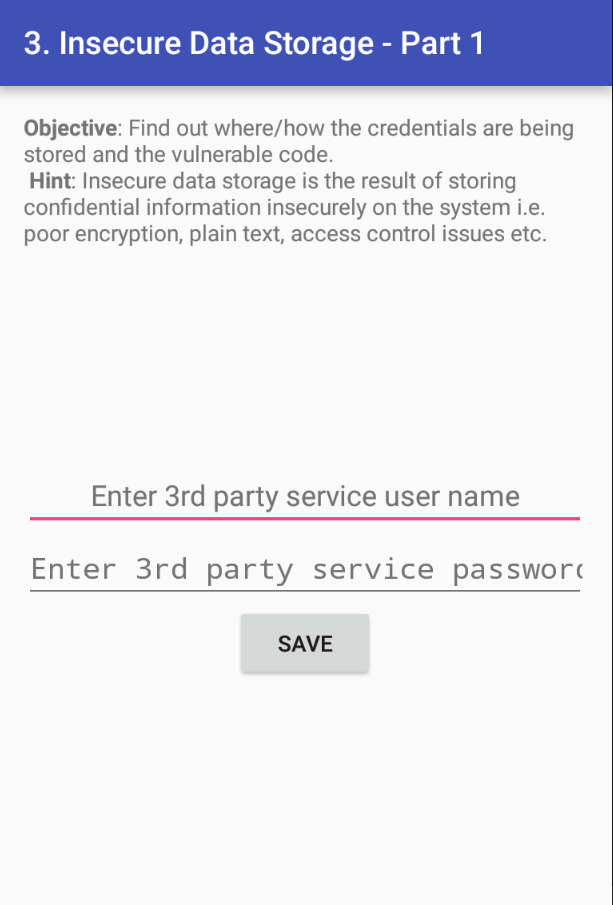 3. Insecure Data Storage - Part 1
Objective: Find out where/how the credentials are being
stored and the vulnerable code.
Hint: Insecure data storage is the result of storing
confidential information insecurely on the system i.e.
poor encryption, plain text, access control issues etc.
Enter 3rd party service user name
Enter 3rd party service password
SAVE